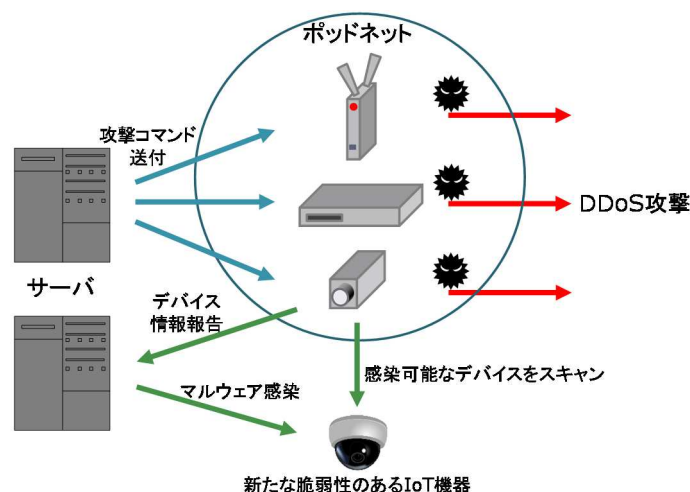 ポッドネット
攻撃コマンド
送付
DDoS攻撃
サーバ
デバイス
情報報告
感染可能なデバイスをスキャン
マルウェア感染
新たな脆弱性のあるIoT機器